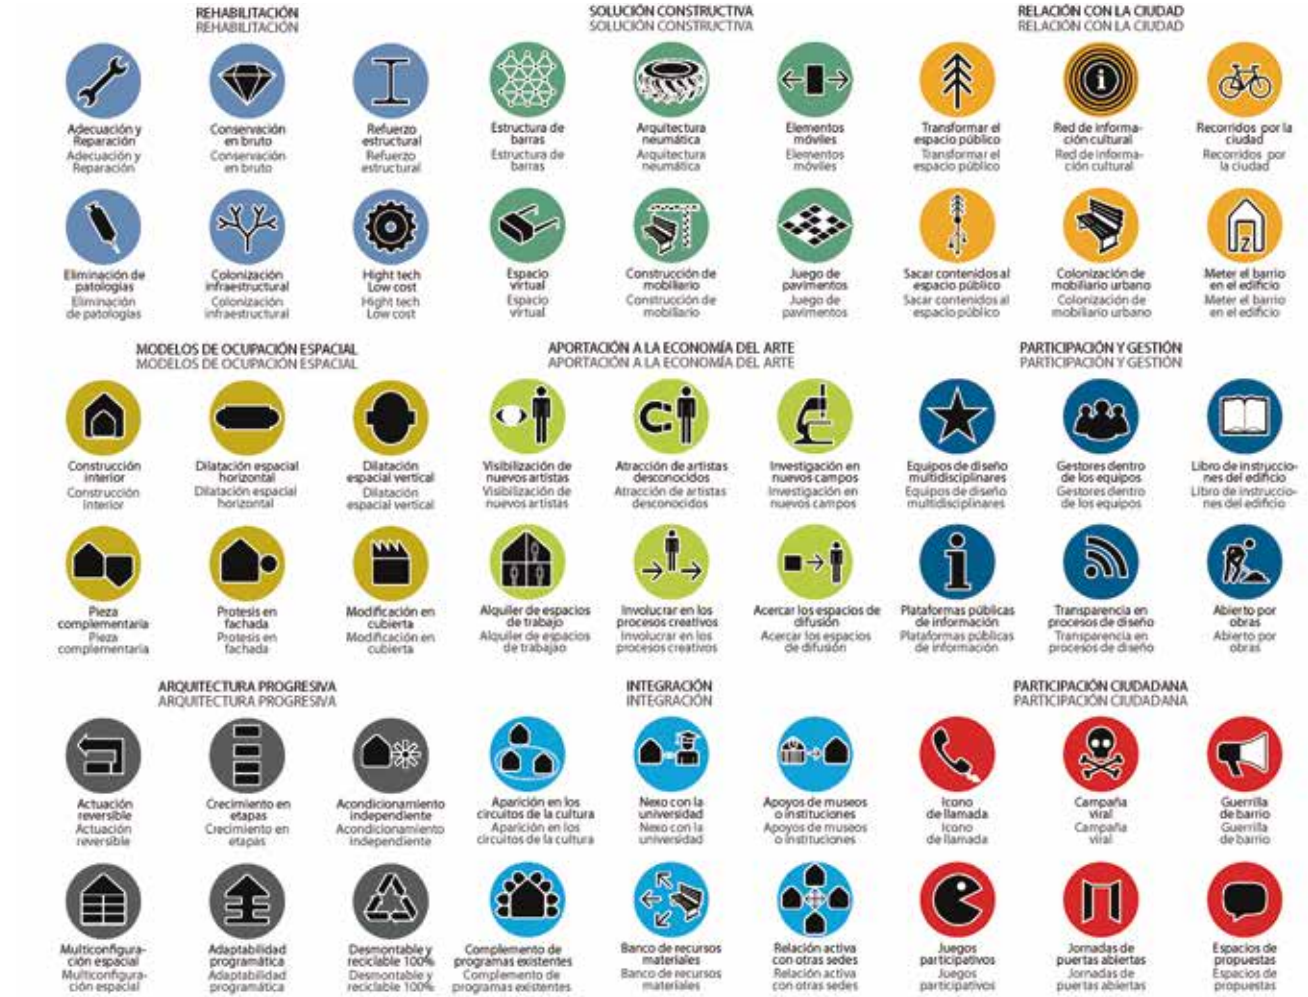 REHABILITACIÓN
REHABILITACIÓN
Adecuación y
Reparación
Adecuación y
Reparación
Conservación
en bruto
Conservación
en bruto
Refuerzo
estructural
Refuerzo
estructural
Eliminación de
patologías
Eliminación
de patologías
Colonización
infraestructural
Colonización
infraestructural
Hight tech
Low cost
Hight tech
Low cost
SOLUCIÓN CONSTRUCTIVA
SOLUCIÓN CONSTRUCTIVA
Estructura de
barras
Estructura de
barras
Arquitectura
neumática
Arquitectura
neumática
Elementos
móviles
Elementos
móviles
Espacio
virtual
Espacio
virtual
Construcción de
mobiliario
Construcción de
mobiliario
Juego de
pavimentos
Juego de
pavimentos
RELACIÓN CON LA CIUDAD
RELACIÓN CON LA CIUDAD
Transformar el
espacio público
Transformar el
espacio público
i
Red de informa-
ción cultural
Red de informa-
ción cultural
Recorridos por la
ciudad
Recorridos por
la ciudad
Sacar contenidos al
espacio público
Sacar contenidos al
espacio público
Colonización de
mobiliario urbano
Colonización de
mobiliario urbano
Z
Meter el barrio
en el edificio
Meter el barrio
en el edificio
MODELOS DE OCUPACIÓN ESPACIAL
MODELOS DE OCUPACIÓN ESPACIAL
Construcción
interior
Construcción
interior
Dilatación espacial
horizontal
Dilatación espacial
horizontal
Dilatación
espacial vertical
Dilatación
espacial vertical
Pieza
complementaria
Pieza
complementaria
Protesis en
fachada
Protesis en
fachada
Modificación en
cubierta
Modificación en
cubierta
APORTACIÓN A LA ECONOMÍA DEL ARTE
APORTACIÓN A LA ECONOMÍA DEL ARTE
Visibilización de
nuevos artistas
Visibilización de
nuevos artistas
Atracción de artistas
desconocidos
Atracción de artistas
desconocidos
Investigación en
nuevos campos
Investigación en
nuevos campos
Alquiler de espacios
de trabajo
Alquiler de espacios
de trabajao
Involucrar en los
procesos creativos
Involucrar en los
procesos creativos
Acercar los espacios de
difusión
Acercar los espacios
de difusión
PARTICIPACIÓN Y GESTIÓN
PARTICIPACIÓN Y GESTIÓN
Equipos de diseño
multidisciplinares
Equipos de diseño
multidisciplinares
Gestores dentro
de los equipos
Gestores dentro
de los equipos
Libro de instruccio-
nes del edificio
Libro de instruccio-
nes del edificio
i
Plataformas públicas
de información
Plataformas públicas
de información
Transparencia en
procesos de diseño
Transparencia en
procesos de diseño
Abierto por
obras
Abierto por
obras
ARQUITECTURA PROGRESIVA
ARQUITECTURA PROGRESIVA
Actuación
reversible
Actuación
reversible
Crecimiento en
etapas
Crecimiento en
etapas
Acondicionamiento
independiente
Acondicionamiento
independiente
Multiconfigura-
ción espacial
Multiconfigura-
ción espacial
Adaptabilidad
programática
Adaptabilidad
programática
Desmontable y
reciclable 100%
Desmontable y
reciclable 100%
INTEGRACIÓN
INTEGRACIÓN
Aparición en los
circuitos de la cultura
Aparición en los
circuitos de la cultura
Nexo con la
universidad
Nexo con la
universidad
Apoyos de museos
o instituciones
Apoyos de museos
o instituciones
Complemento de
programas existentes
Complemento de
programas existentes
Banco de recursos
materiales
Banco de recursos
materiales
Relación activa
con otras sedes
Relación activa
con otras sedes
PARTICIPACIÓN CIUDADANA
PARTICIPACIÓN CIUDADANA
Icono
de llamada
Icono
de llamada
Campaña
viral
Campaña
viral
Guerrilla
de barrio
Guerrilla
de barrio
Juegos
participativos
Juegos
participativos
Jornadas de
puertas abiertas
Jornadas de
puertas abiertas
Espacios de
propuestas
Espacios de
propuestas